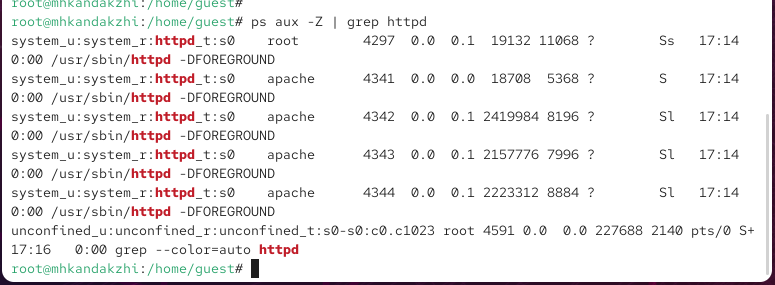 root@mhkandakzhi:/home/guest#
root@mhkandakzhi:/home/guest# ps aux -Z | grep httpd
system_u:system_r:httpd_t:s0    root        4297  0.0  0.1  19132 11068 ?        Ss   17:14
0:00 /usr/sbin/httpd -DFOREGROUND
system_u:system_r:httpd_t:s0    apache      4341  0.0  0.0  18708  5368 ?        S    17:14
0:00 /usr/sbin/httpd -DFOREGROUND
system_u:system_r:httpd_t:s0    apache      4342  0.0  0.1 2419984 8196 ?        Sl   17:14
0:00 /usr/sbin/httpd -DFOREGROUND
system_u:system_r:httpd_t:s0    apache      4343  0.0  0.1 2157776 7996 ?        Sl   17:14
0:00 /usr/sbin/httpd -DFOREGROUND
system_u:system_r:httpd_t:s0    apache      4344  0.0  0.1 2223312 8884 ?        Sl   17:14
0:00 /usr/sbin/httpd -DFOREGROUND
unconfined_u:unconfined_r:unconfined_t:s0-s0:c0.c1023 root 4591 0.0  0.0 227688 2140 pts/0 S+
17:16   0:00 grep --color=auto httpd
root@mhkandakzhi:/home/guest#